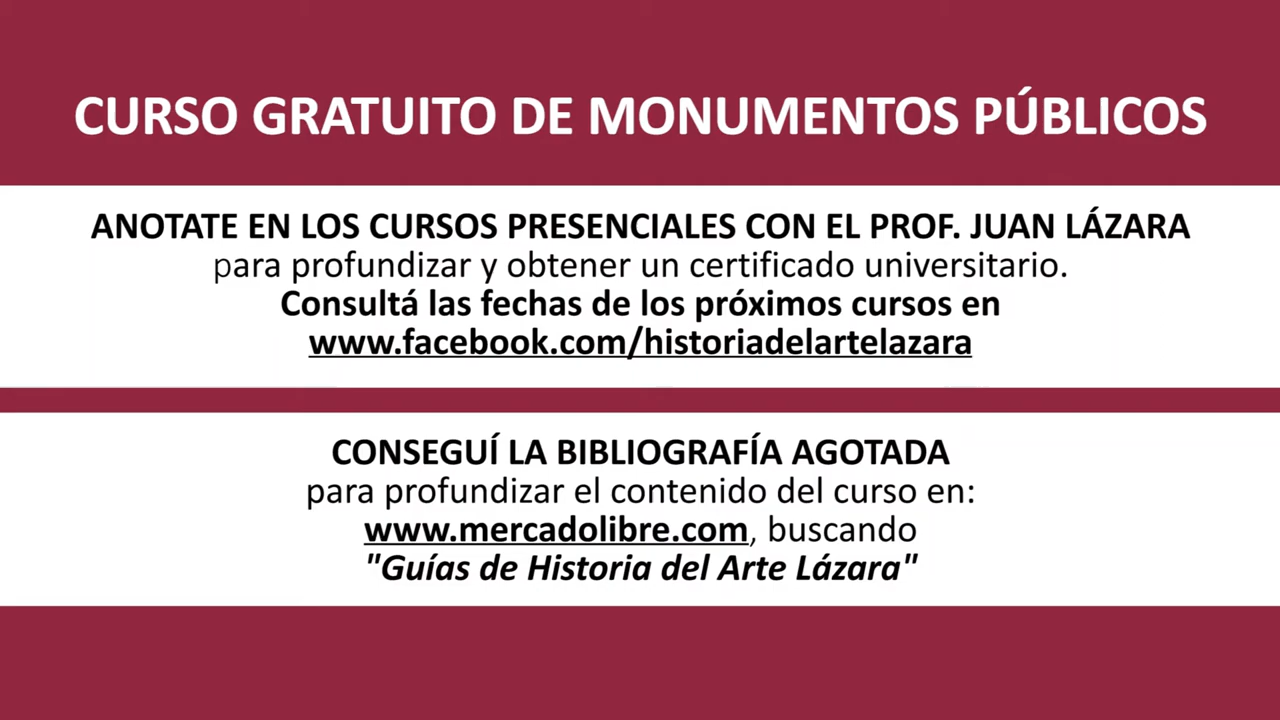 CURSO GRATUITO DE MONUMENTOS PÚBLICOS
ANOTATE EN LOS CURSOS PRESENCIALES CON EL PROF. JUAN LÁZARA
para profundizar y obtener un certificado universitario.
Consultá las fechas de los próximos cursos en
www.facebook.com/historiadelartelazara
CONSEGUÍ LA BIBLIOGRAFÍA AGOTADA
para profundizar el contenido del curso en:
www.mercadolibre.com, buscando
"Guías de Historia del Arte Lázara"